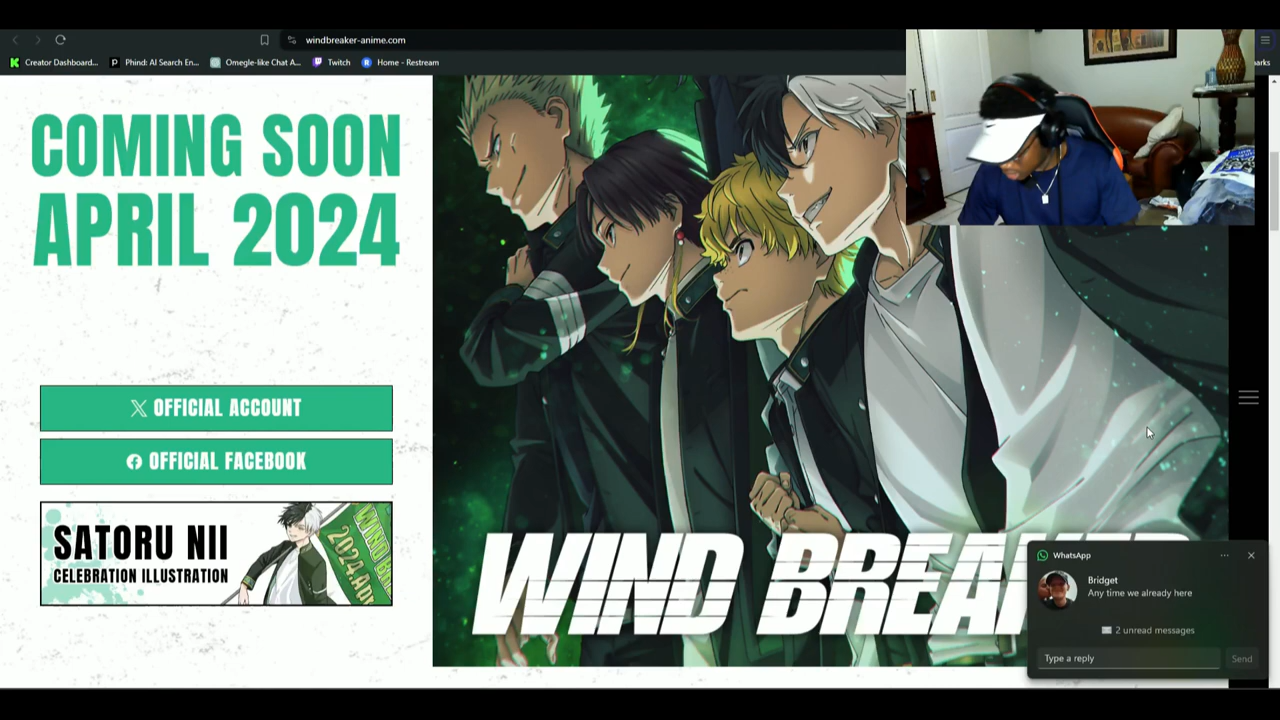 windbreaker-anime.com
Creator Dashboard...
Phind: AI Search En...
Omegle-like Chat A...
Twitch
Home - Restream
arks
COMING SOON
APRIL 2024
OFFICIAL ACCOUNT
OFFICIAL FACEBOOK
SATORU NII
CELEBRATION ILLUSTRATION
WIND BREA
WhatsApp
Bridget
Any time we already here
2 unread messages
Type a reply
Send